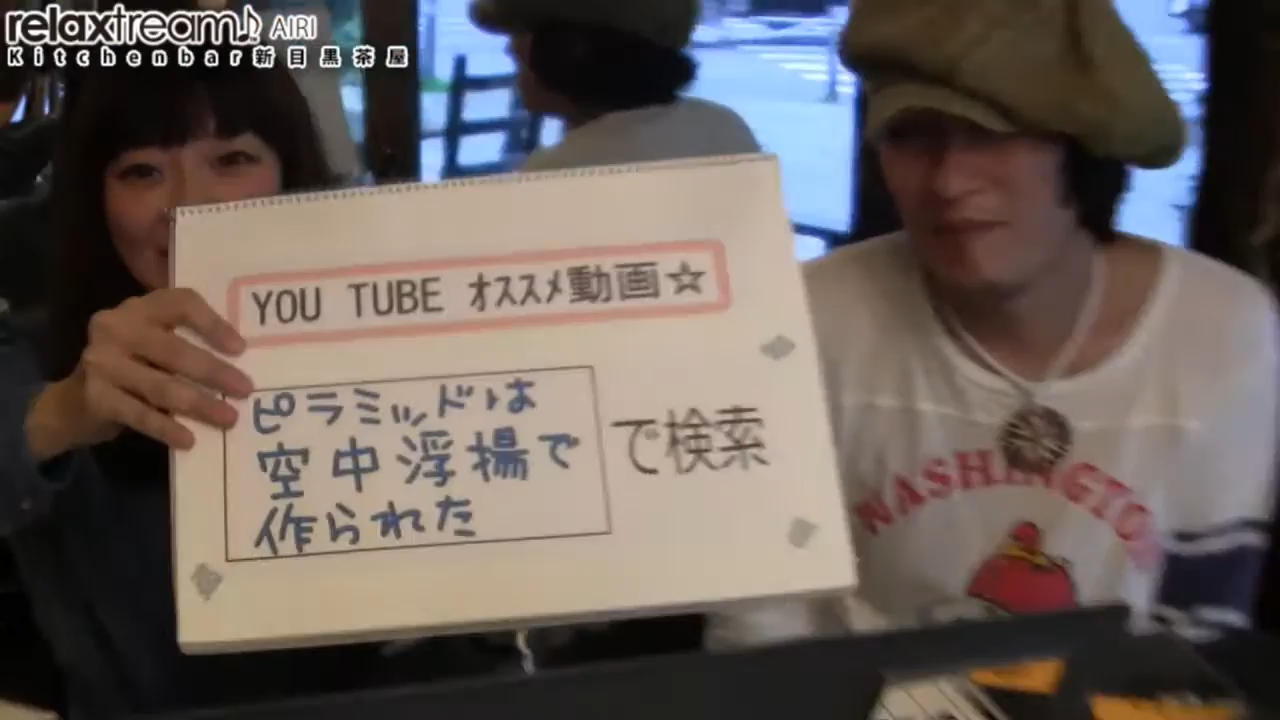 relaxtream♪ AIRI
Kitchenbar新目黒茶屋
YOU TUBE オススメ動画☆
ピラミッドは
空中浮揚で
作られた
で検索
WASHINGTON